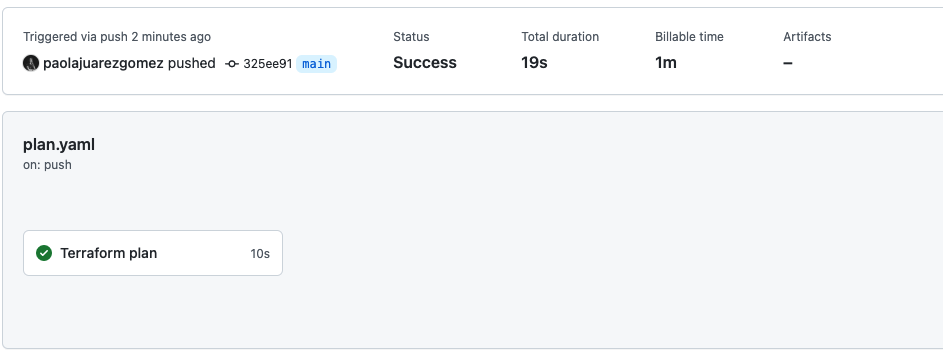 Triggered via push 2 minutes ago
Status
Total duration
Billable time
Artifacts
paolajuarezgomez pushed 325ee91 main
Success
19s
1m
–
plan.yaml
on: push
Terraform plan 10s